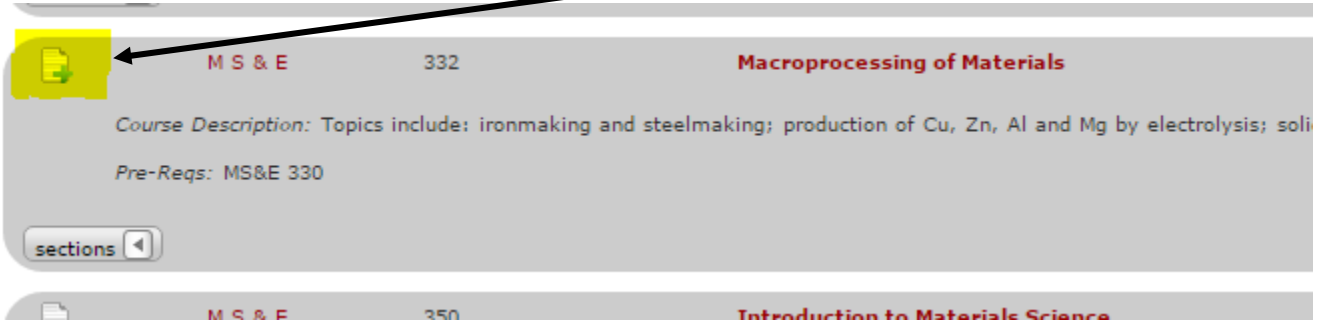 M S & E 332 Macroprocessing of Materials
Course Description: Topics include: ironmaking and steelmaking; production of Cu, Zn, Al and Mg by electrolysis;
Pre-Reqs: MS&E 330
sections
M S & E 350 Introduction to Materials Science